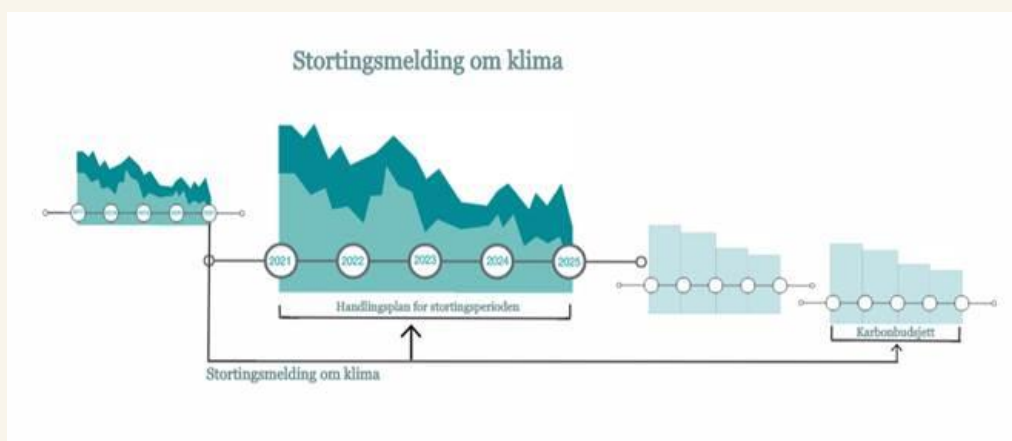 Stortingsmelding om klima
2021
2022
2023
2024
2025
Handlingsplan for stortingsperioden
Karbonbudsjett
Stortingsmelding om klima